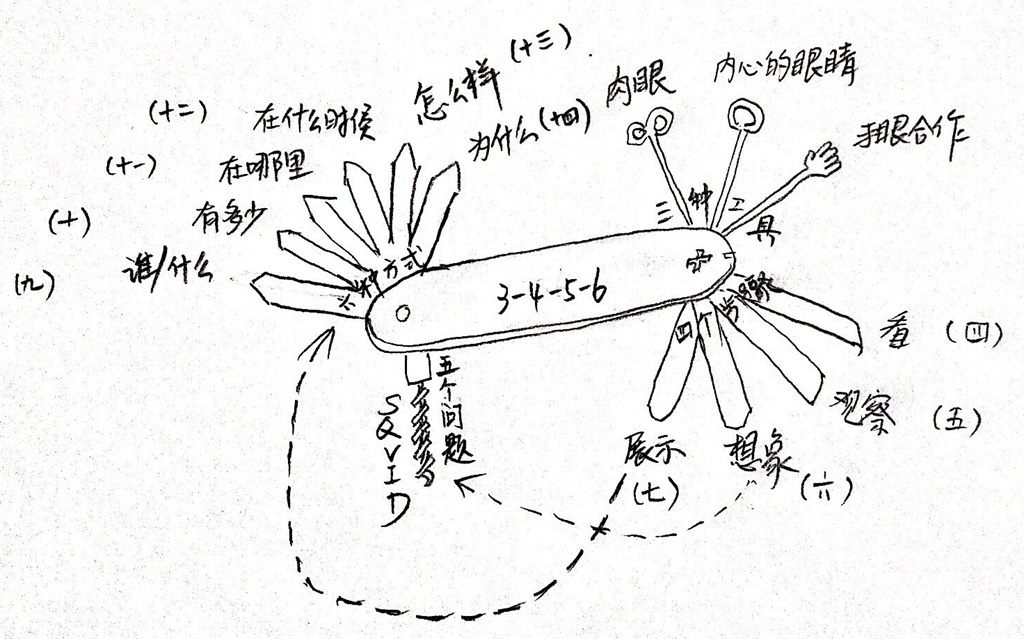 怎么样 (十三)
(十二) 在什么时候
为什么 (十四)
肉眼
内心的眼睛
手眼合作
(十一) 在哪里
(十) 有多少
(九) 谁/什么
六种方式
三种工具
3-4-5-6
四个步骤
看 (四)
观察 (五)
想象 (六)
展示 (七)
五个问题
SQVID